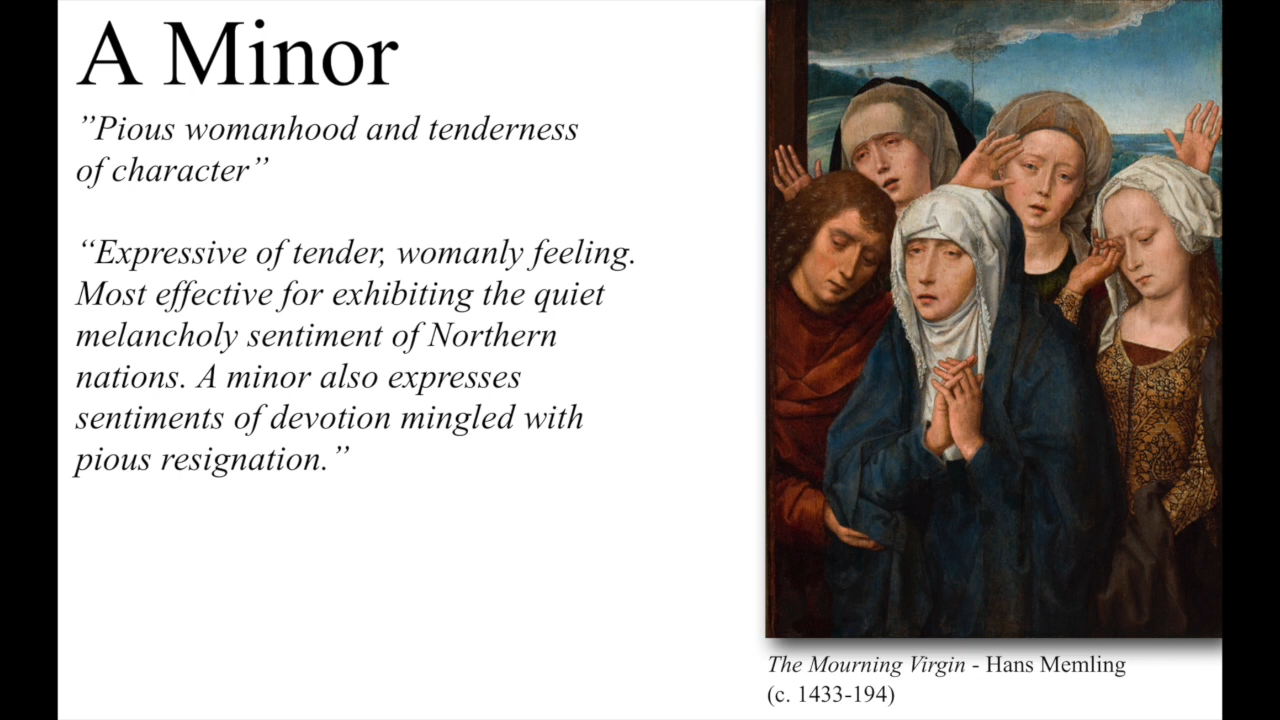 A Minor
”Pious womanhood and tenderness
of character”
“Expressive of tender, womanly feeling.
Most effective for exhibiting the quiet
melancholy sentiment of Northern
nations. A minor also expresses
sentiments of devotion mingled with
pious resignation.”
The Mourning Virgin - Hans Memling
(c. 1433-194)